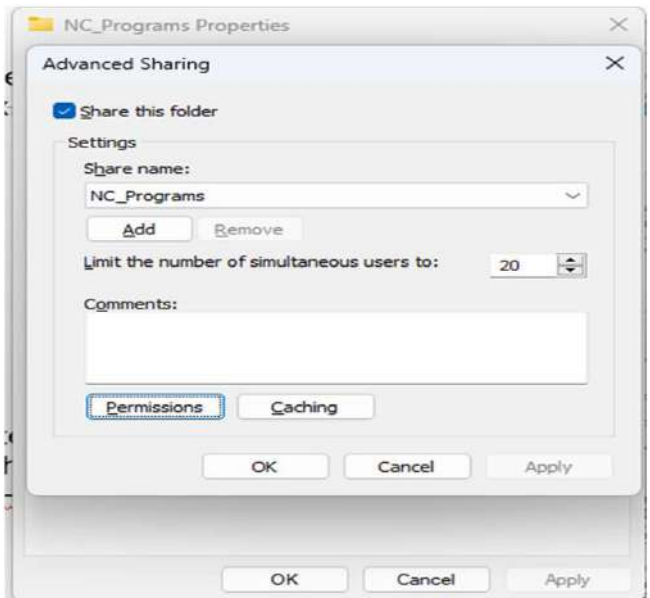 NC_Programs Properties
Advanced Sharing
Share this folder
Settings
Share name:
NC_Programs
Add Remove
Limit the number of simultaneous users to: 20
Comments:
Permissions Caching
OK Cancel Apply
OK Cancel Apply